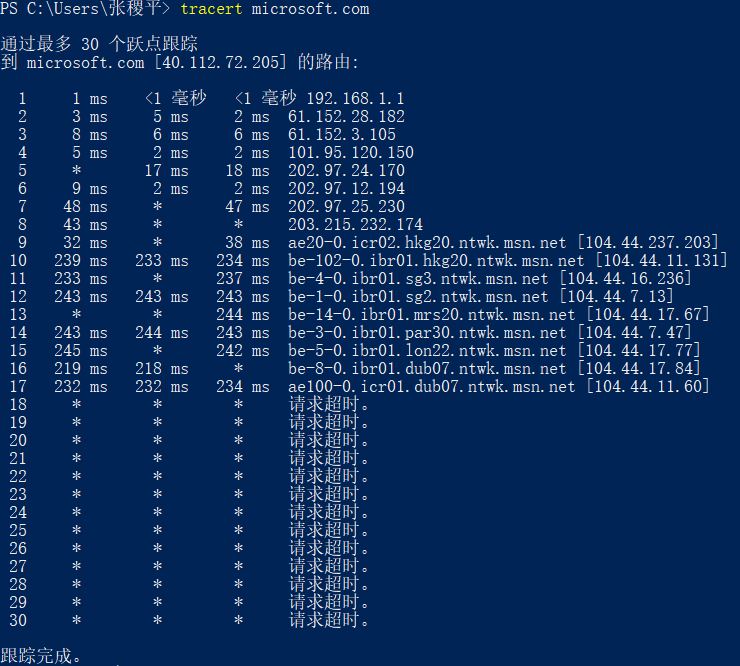 PS C:\Users\张稷平> tracert microsoft.com
通过最多 30 个跃点跟踪
到 microsoft.com [40.112.72.205] 的路由:
1 1 ms <1 毫秒 <1 毫秒 192.168.1.1
2 3 ms 5 ms 2 ms 61.152.28.182
3 8 ms 6 ms 6 ms 61.152.3.105
4 5 ms 2 ms 2 ms 101.95.120.150
5 * 17 ms 18 ms 202.97.24.170
6 9 ms 2 ms 2 ms 202.97.12.194
7 48 ms * 47 ms 202.97.25.230
8 43 ms * * 203.215.232.174
9 32 ms * 38 ms ae20-0.icr02.hkg20.ntwk.msn.net [104.44.237.203]
10 239 ms 233 ms 234 ms be-102-0.ibr01.hkg20.ntwk.msn.net [104.44.11.131]
11 233 ms * 237 ms be-4-0.ibr01.sg3.ntwk.msn.net [104.44.16.236]
12 243 ms 243 ms 243 ms be-1-0.ibr01.sg2.ntwk.msn.net [104.44.7.13]
13 * * 244 ms be-14-0.ibr01.mrs20.ntwk.msn.net [104.44.17.67]
14 243 ms 244 ms 243 ms be-3-0.ibr01.par30.ntwk.msn.net [104.44.7.47]
15 245 ms * 242 ms be-5-0.ibr01.lon22.ntwk.msn.net [104.44.17.77]
16 219 ms 218 ms * be-8-0.ibr01.dub07.ntwk.msn.net [104.44.17.84]
17 232 ms 232 ms 234 ms ae100-0.icr01.dub07.ntwk.msn.net [104.44.11.60]
18 * * * 请求超时。
19 * * * 请求超时。
20 * * * 请求超时。
21 * * * 请求超时。
22 * * * 请求超时。
23 * * * 请求超时。
24 * * * 请求超时。
25 * * * 请求超时。
26 * * * 请求超时。
27 * * * 请求超时。
28 * * * 请求超时。
29 * * * 请求超时。
30 * * * 请求超时。
跟踪完成。